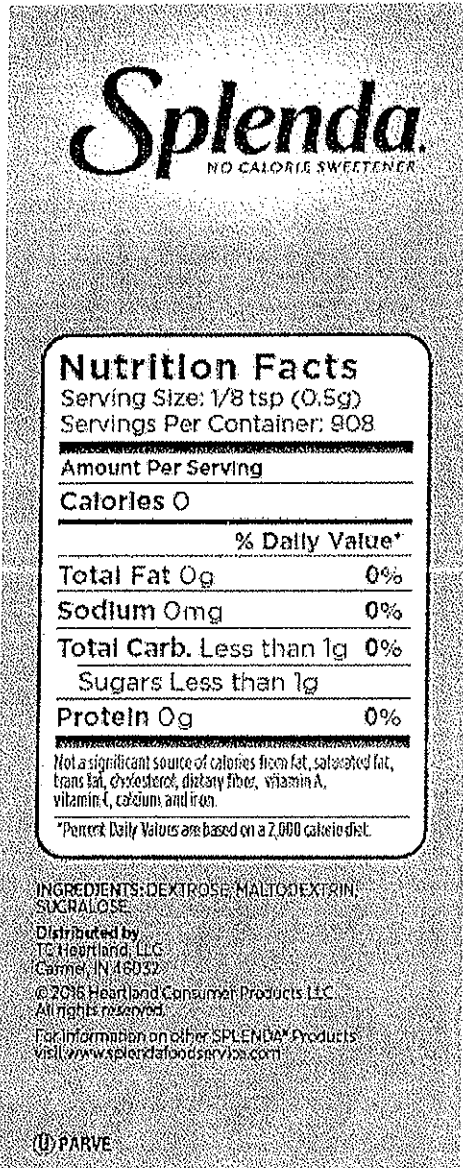 Splenda®
NO CALORIE SWEETENER
Nutrition Facts
Serving Size: 1/8 tsp (0.5g)
Servings Per Container: 908
Amount Per Serving
Calories 0
% Daily Value*
Total Fat 0g 0%
Sodium 0mg 0%
Total Carb. Less than 1g 0%
Sugars Less than 1g
Protein 0g 0%
Not a significant source of calories from fat, saturated fat,
trans fat, cholesterol, dietary fiber, vitamin A,
vitamin C, calcium, and iron.
*Percent Daily Values are based on a 2,000 calorie diet.
INGREDIENTS: DEXTROSE, MALTODEXTRIN,
SUCRALOSE
Distributed by
TC Heartland, LLC
Carmel, IN 46032
© 2016 Heartland Consumer Products LLC
All rights reserved.
For information on other SPLENDA® Products
visit www.splendafoodservice.com
Ⓤ PARVE